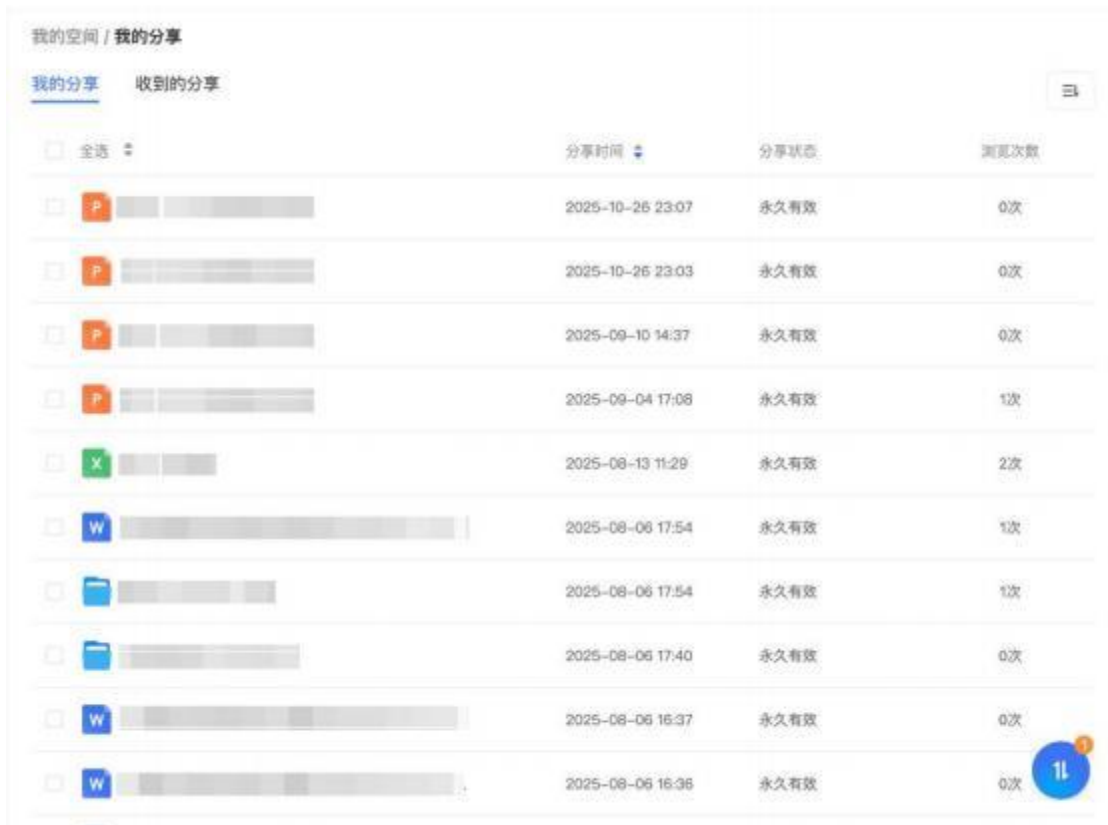 我的空间 / 我的分享
我的分享 收到的分享
全选 分享时间 分享状态 浏览次数
P 2025-10-26 23:07 永久有效 0次
P 2025-10-26 23:03 永久有效 0次
P 2025-09-10 14:37 永久有效 0次
P 2025-09-04 17:08 永久有效 1次
X 2025-08-13 11:29 永久有效 2次
W 2025-08-06 17:54 永久有效 1次
2025-08-06 17:54 永久有效 1次
2025-08-06 17:40 永久有效 0次
W 2025-08-06 16:37 永久有效 0次
1
W 2025-08-06 16:36 永久有效 0次